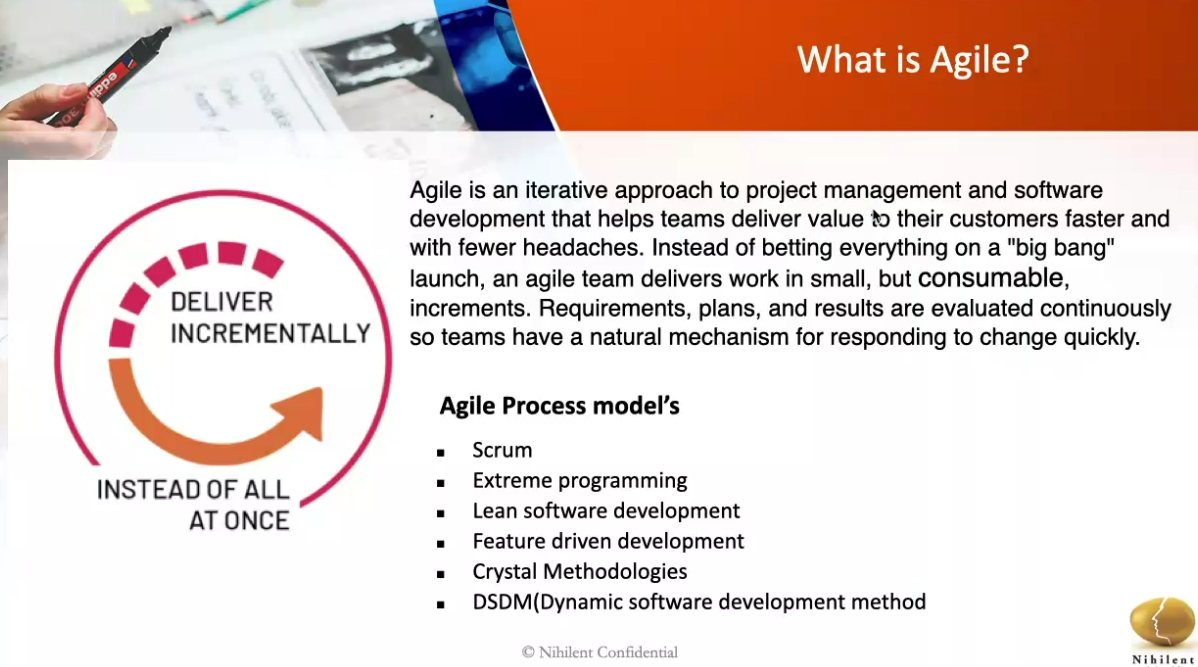 What is Agile?
edding
DELIVER
INCREMENTALLY
INSTEAD OF ALL
AT ONCE
Agile is an iterative approach to project management and software
development that helps teams deliver value to their customers faster and
with fewer headaches. Instead of betting everything on a "big bang"
launch, an agile team delivers work in small, but consumable,
increments. Requirements, plans, and results are evaluated continuously
so teams have a natural mechanism for responding to change quickly.
Agile Process model’s
▪ Scrum
▪ Extreme programming
▪ Lean software development
▪ Feature driven development
▪ Crystal Methodologies
▪ DSDM(Dynamic software development method
© Nihilent Confidential
Nihilent